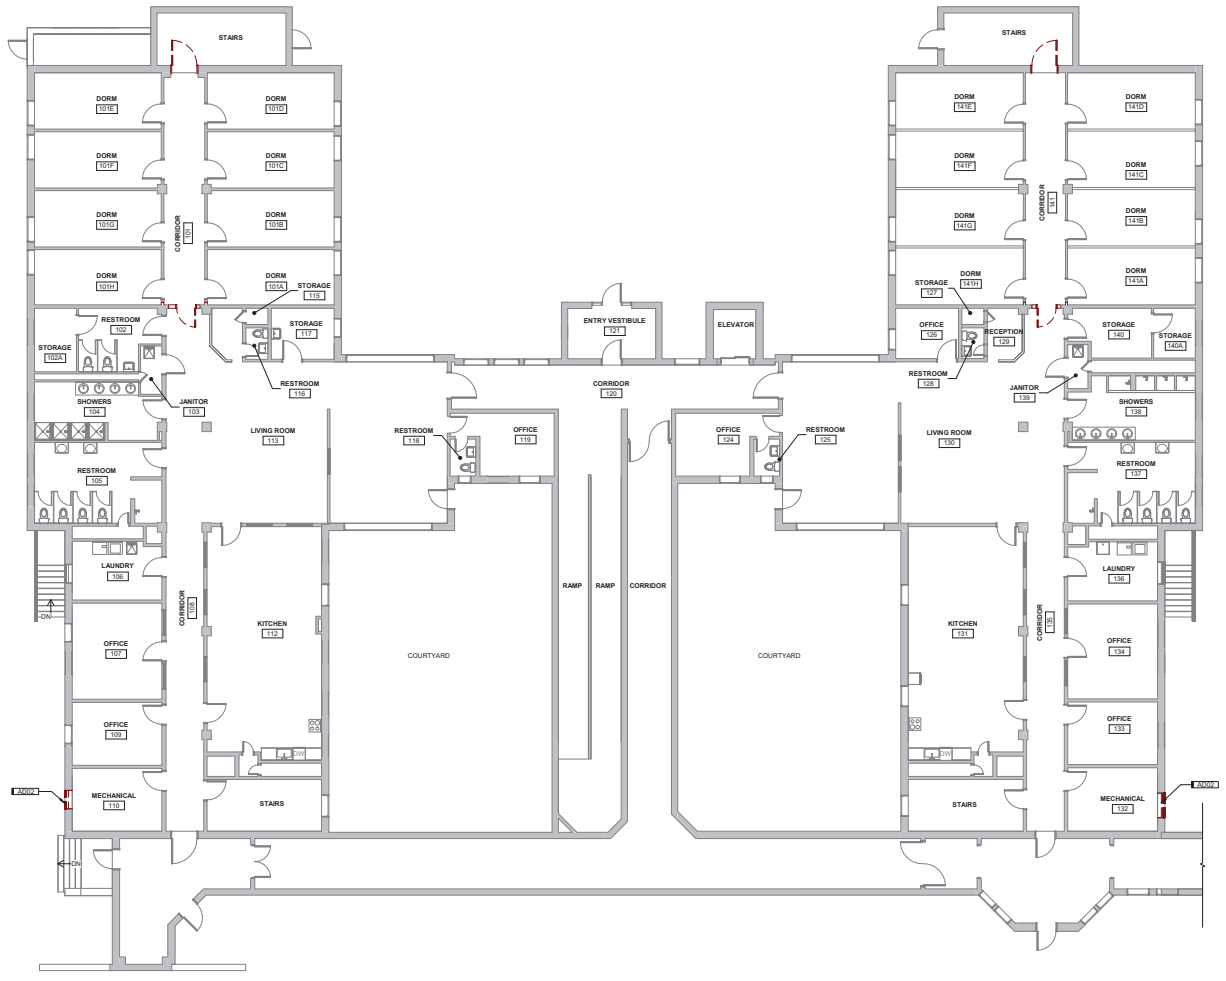 STAIRS
STAIRS
DORM
101E
DORM
101D
DORM
141E
DORM
141D
DORM
101F
DORM
101C
DORM
141F
DORM
141C
DORM
101G
DORM
101B
DORM
141G
DORM
141B
CORRIDOR
101
CORRIDOR
141
DORM
101H
DORM
101A
DORM
141H
DORM
141A
STORAGE
115
STORAGE
127
RESTROOM
102
STORAGE
117
ENTRY VESTIBULE
121
ELEVATOR
OFFICE
126
RECEPTION
129
STORAGE
140
STORAGE
140A
STORAGE
102A
RESTROOM
116
CORRIDOR
120
RESTROOM
128
JANITOR
103
JANITOR
139
SHOWERS
104
SHOWERS
138
LIVING ROOM
113
RESTROOM
118
OFFICE
119
OFFICE
124
RESTROOM
125
LIVING ROOM
130
RESTROOM
105
RESTROOM
137
LAUNDRY
106
LAUNDRY
136
DN
CORRIDOR
108
RAMP
RAMP
CORRIDOR
CORRIDOR
135
OFFICE
107
KITCHEN
112
COURTYARD
COURTYARD
KITCHEN
131
OFFICE
134
OFFICE
109
OFFICE
133
DW
DW
AD02
MECHANICAL
110
STAIRS
STAIRS
MECHANICAL
132
AD02
DN